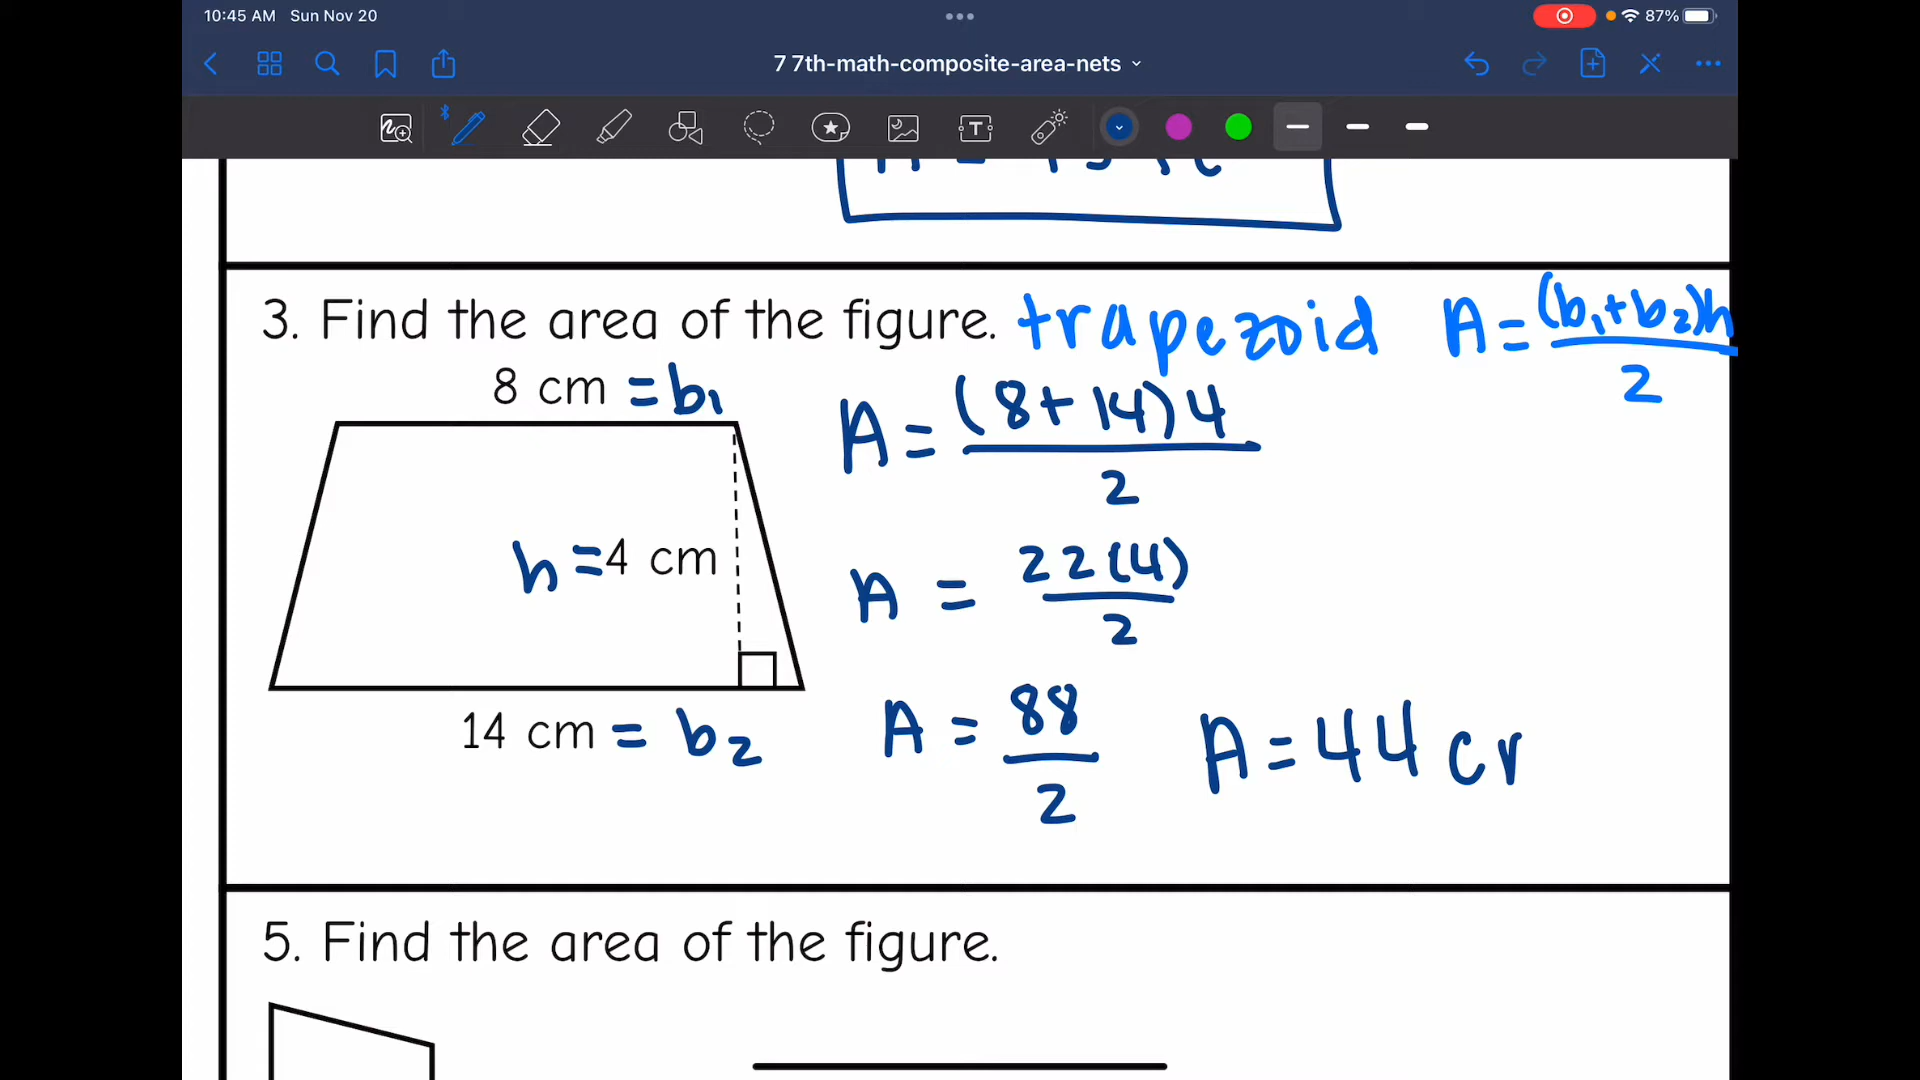 10:45 AM Sun Nov 20
87%
7 7th-math-composite-area-nets
T
3. Find the area of the figure. trapezoid A = (b1+b2)h
2
8 cm = b1
A = (8+14)4
2
h = 4 cm
A = 22(4)
2
14 cm = b2
A = 88
2
A = 44 cr
5. Find the area of the figure.